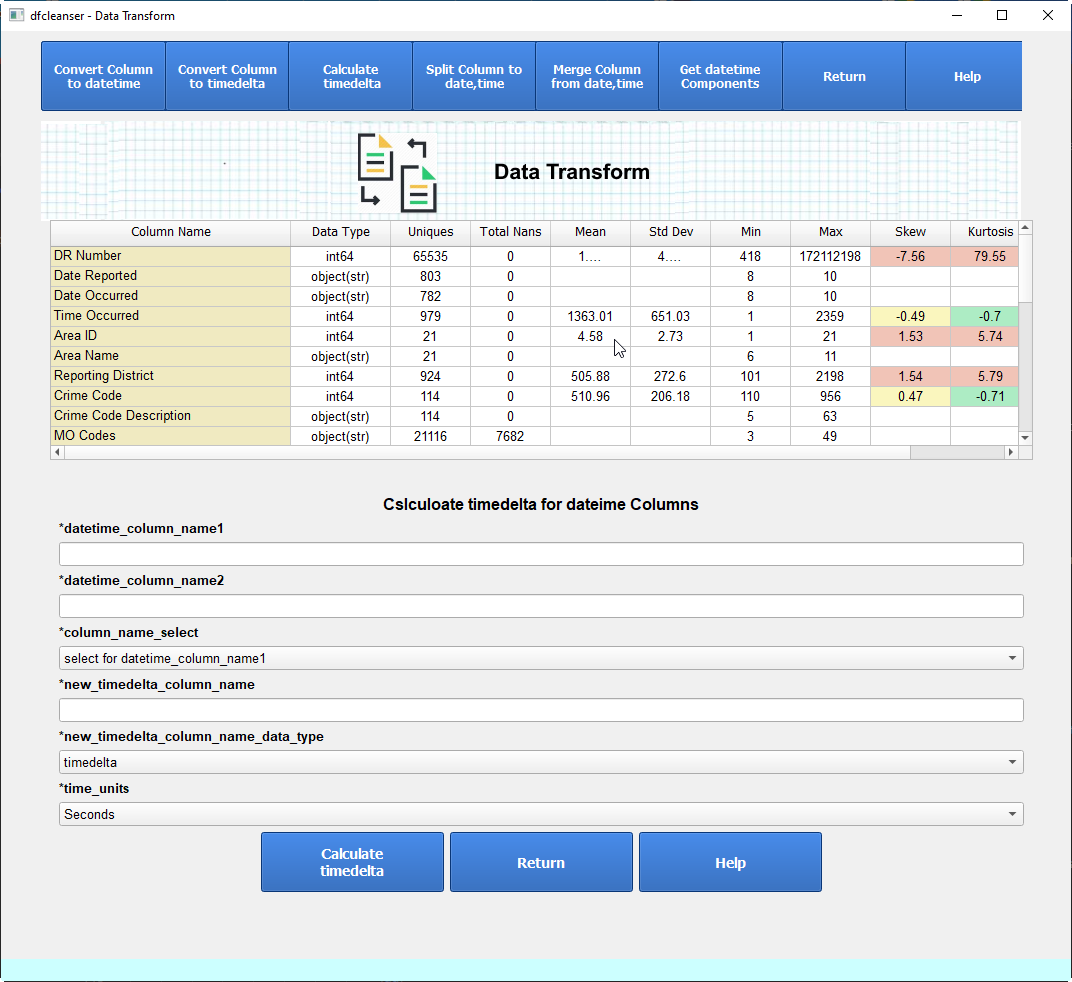 dfcleanser - Data Transform
Convert Column to datetime
Convert Column to timedelta
Calculate timedelta
Split Column to date,time
Merge Column from date,time
Get datetime Components
Return
Help
Data Transform
Column Name Data Type Uniques Total Nans Mean Std Dev Min Max Skew Kurtosis
DR Number int64 65535 0 1.... 4.... 418 172112198 -7.56 79.55
Date Reported object(str) 803 0 8 10
Date Occurred object(str) 782 0 8 10
Time Occurred int64 979 0 1363.01 651.03 1 2359 -0.49 -0.7
Area ID int64 21 0 4.58 2.73 1 21 1.53 5.74
Area Name object(str) 21 0 6 11
Reporting District int64 924 0 505.88 272.6 101 2198 1.54 5.79
Crime Code int64 114 0 510.96 206.18 110 956 0.47 -0.71
Crime Code Description object(str) 114 0 5 63
MO Codes object(str) 21116 7682 3 49
Cslculoate timedelta for dateime Columns
*datetime_column_name1
*datetime_column_name2
*column_name_select
select for datetime_column_name1
*new_timedelta_column_name
*new_timedelta_column_name_data_type
timedelta
*time_units
Seconds
Calculate timedelta
Return
Help